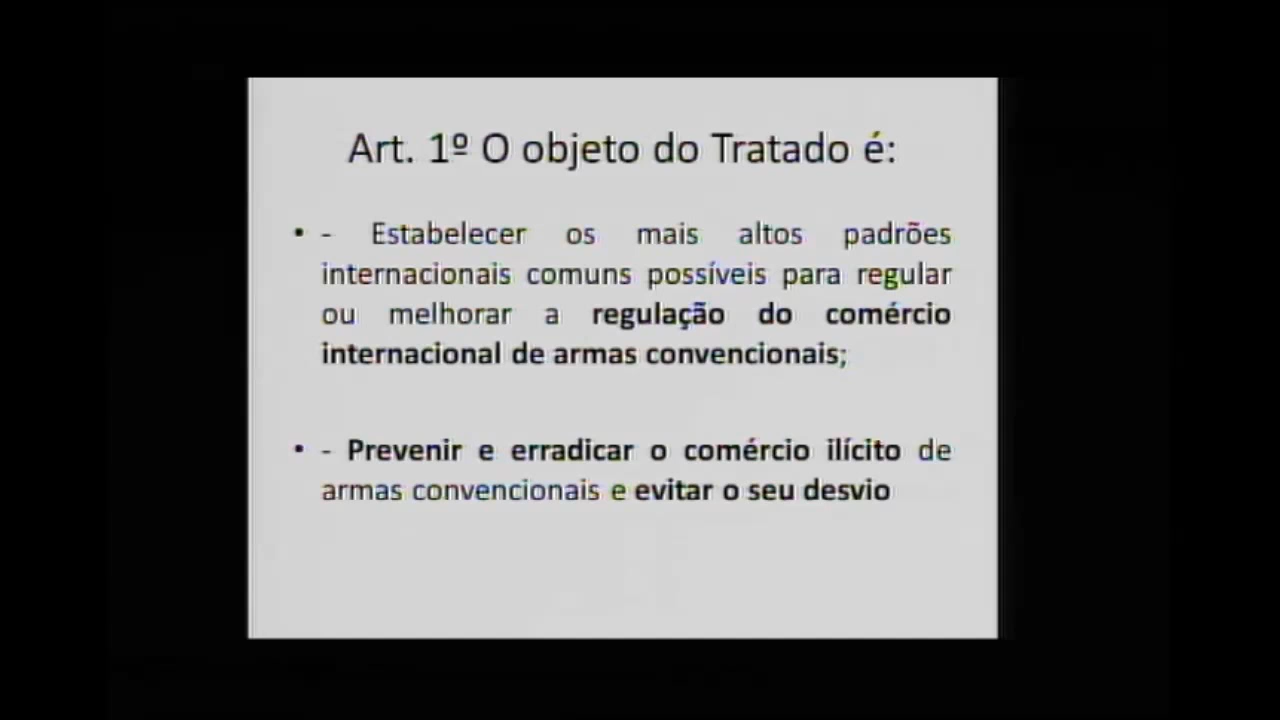 Art. 1º O objeto do Tratado é:
• - Estabelecer os mais altos padrões
internacionais comuns possíveis para regular
ou melhorar a regulação do comércio
internacional de armas convencionais;
• - Prevenir e erradicar o comércio ilícito de
armas convencionais e evitar o seu desvio